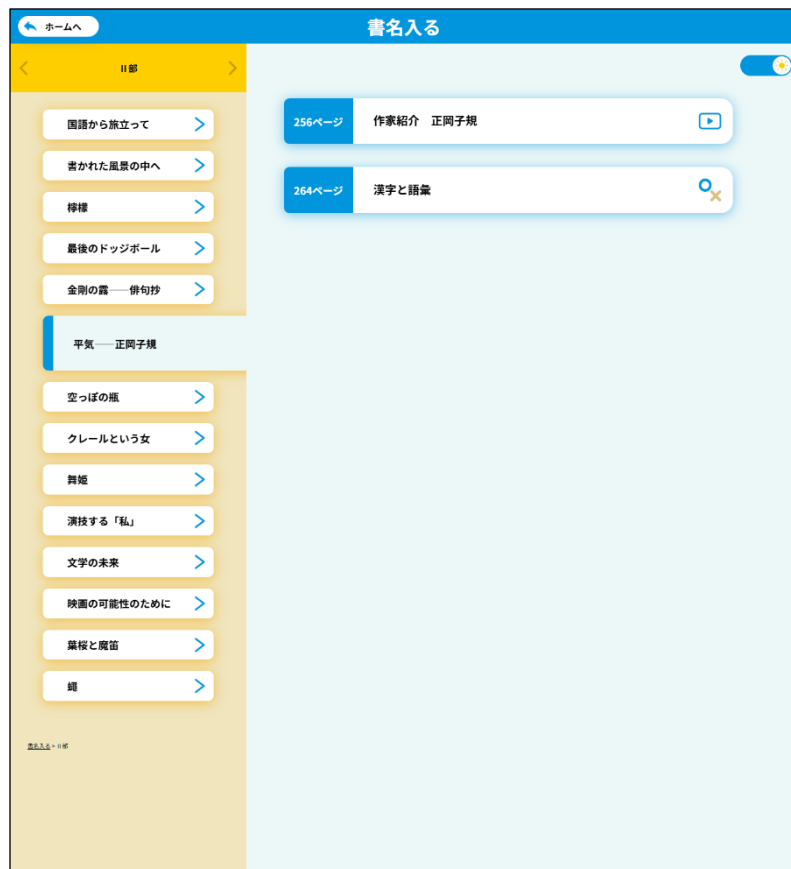 ホームへ
書名入る
II部
国語から旅立って
書かれた風景の中へ
檸檬
最後のドッジボール
金剛の露──俳句抄
平気──正岡子規
空っぽの瓶
クレールという女
舞姫
演技する「私」
文学の未来
映画の可能性のために
葉桜と魔笛
蠅
書名入る > II部
256ページ
作家紹介　正岡子規
264ページ
漢字と語彙